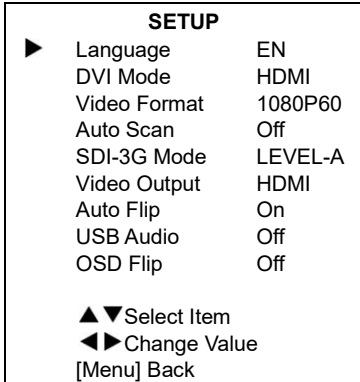 SETUP
▶ Language EN
DVI Mode HDMI
Video Format 1080P60
Auto Scan Off
SDI-3G Mode LEVEL-A
Video Output HDMI
Auto Flip On
USB Audio Off
OSD Flip Off
▲▼Select Item
◀▶Change Value
[Menu] Back